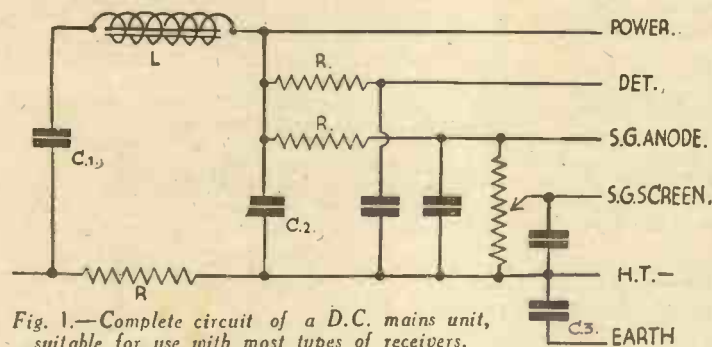 POWER.
L
R.
DET.
R.
S.G. ANODE.
C.1.
S.G. SCREEN.
C.2.
R
H.T.-
C.3.
EARTH
Fig. 1.—Complete circuit of a D.C. mains unit,
suitable for use with most types of receivers.